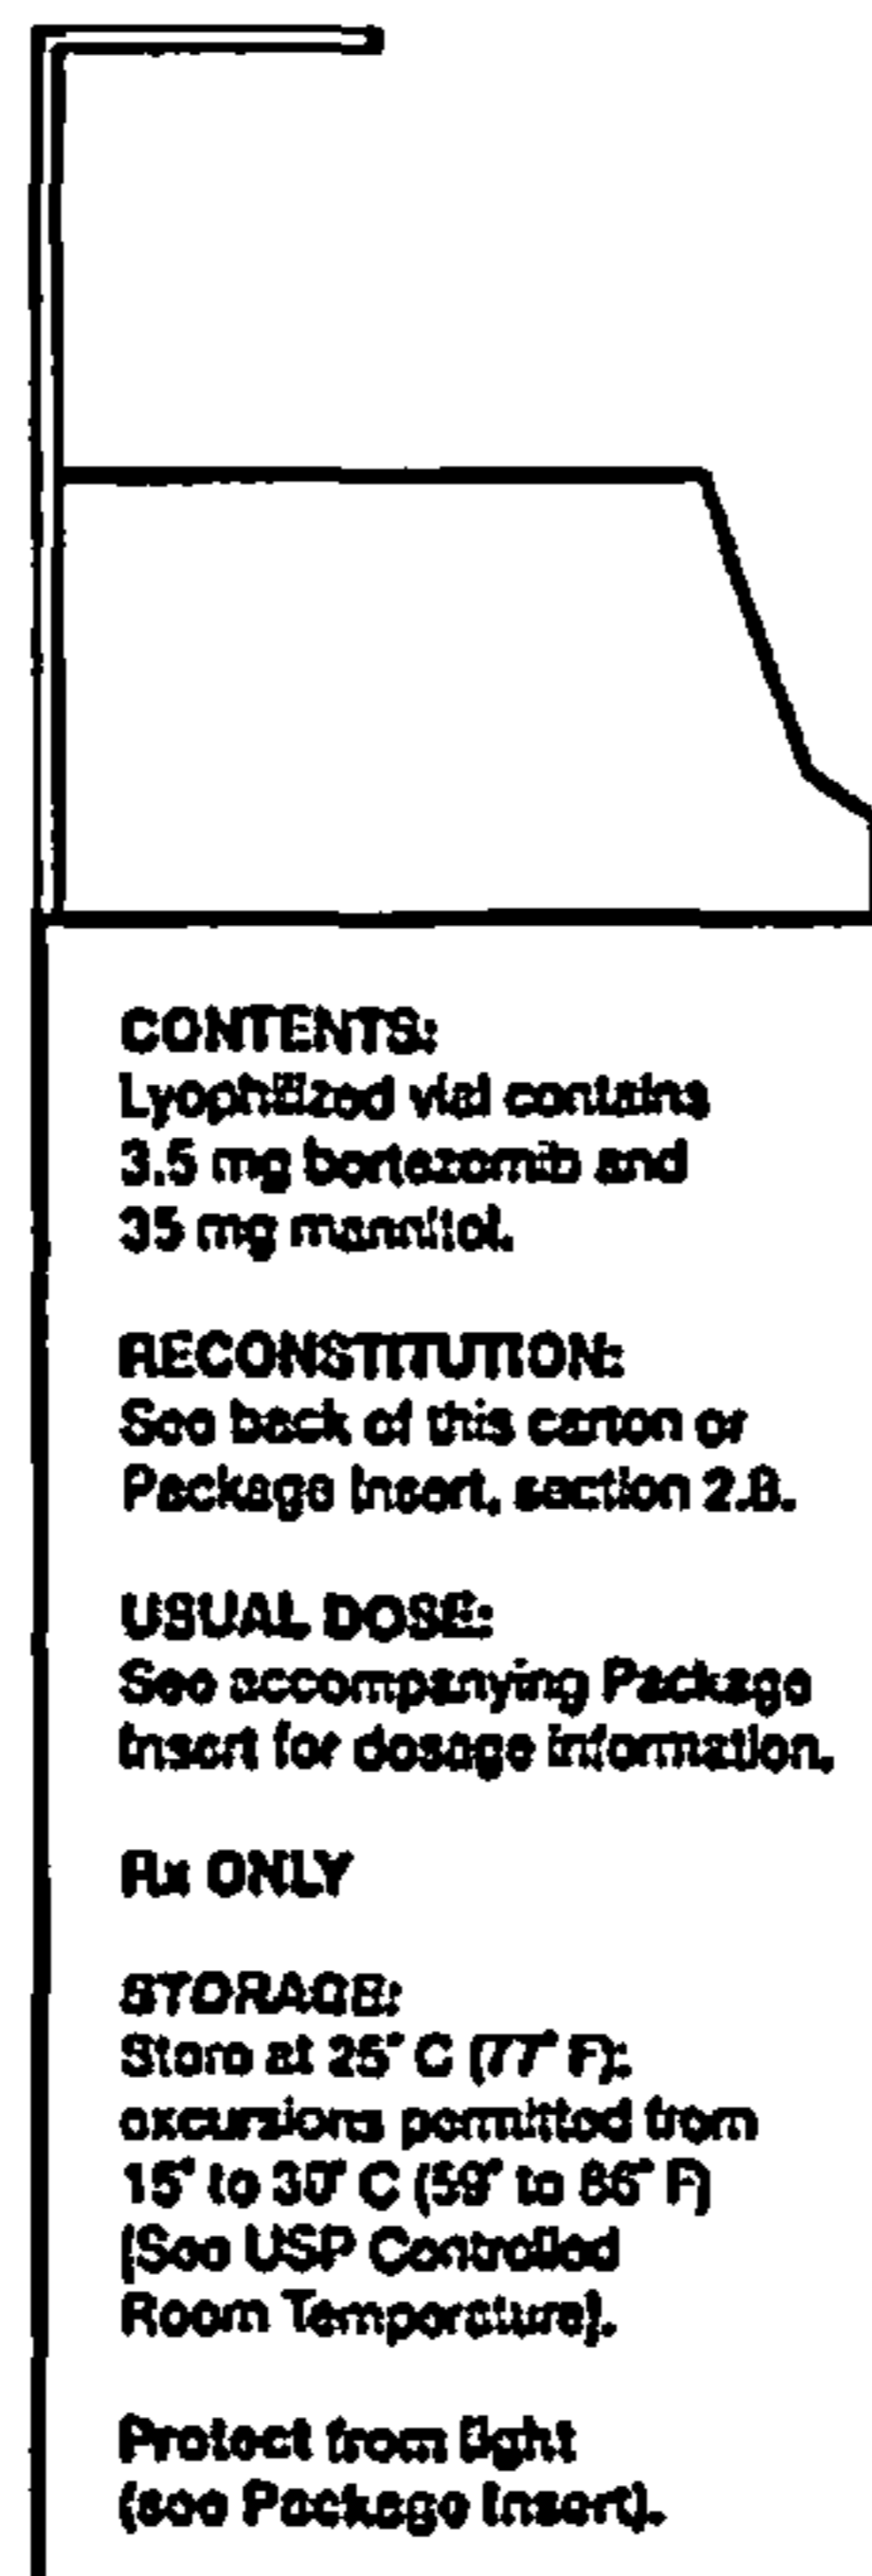 CONTENTS:
Lyophilized vial contains
3.5 mg bortezomib and
35 mg mannitol.
RECONSTITUTION:
See back of this carton or
Package Insert, section
USUAL DOSE:
See accompanying Package
Insert for dosage information.
Rx ONLY
STORAGE:
Store at 25° C (77° F);
excursions permitted from
15° to 30° C (59° to 86° F)
[See USP Controlled
Room Temperature].
Protect from light
(see Package Insert).